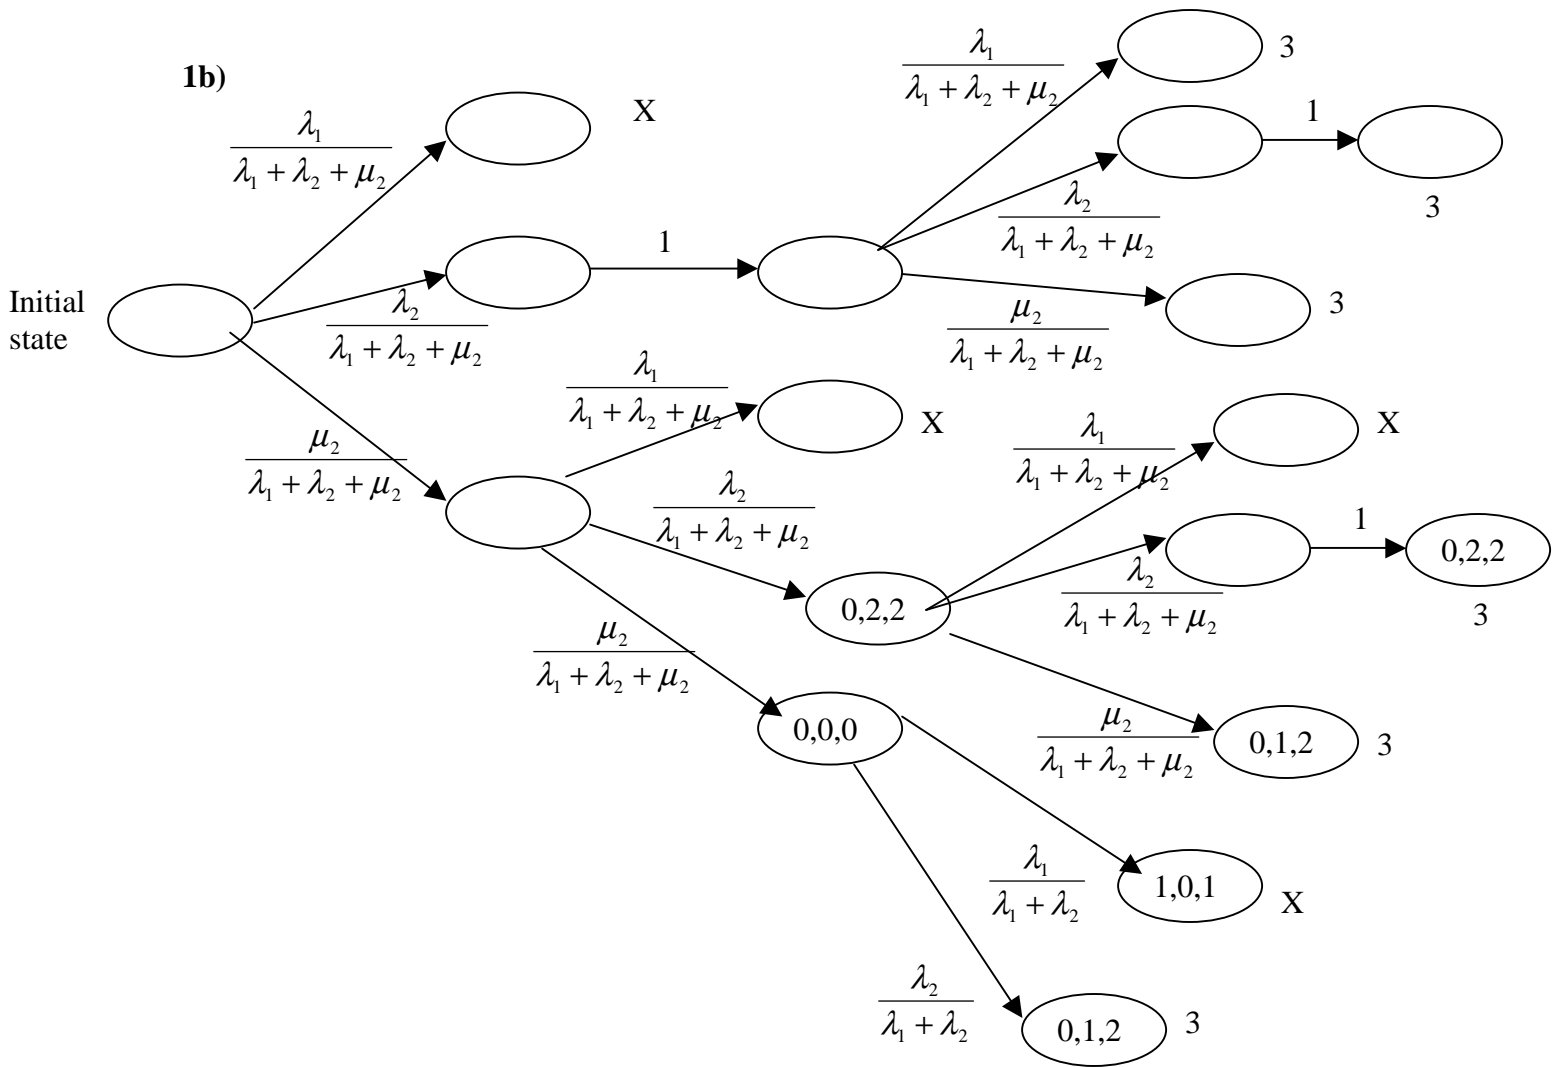 1b)
Initial
state
λ₁
λ₁ + λ₂ + μ₂
X
λ₂
λ₁ + λ₂ + μ₂
1
λ₁
λ₁ + λ₂ + μ₂
3
λ₂
λ₁ + λ₂ + μ₂
1
3
μ₂
λ₁ + λ₂ + μ₂
3
μ₂
λ₁ + λ₂ + μ₂
λ₁
λ₁ + λ₂ + μ₂
X
λ₂
λ₁ + λ₂ + μ₂
0,2,2
λ₁
λ₁ + λ₂ + μ₂
X
λ₂
λ₁ + λ₂ + μ₂
1
0,2,2
3
μ₂
λ₁ + λ₂ + μ₂
0,1,2
3
μ₂
λ₁ + λ₂ + μ₂
0,0,0
λ₁
λ₁ + λ₂
1,0,1
X
λ₂
λ₁ + λ₂
0,1,2
3